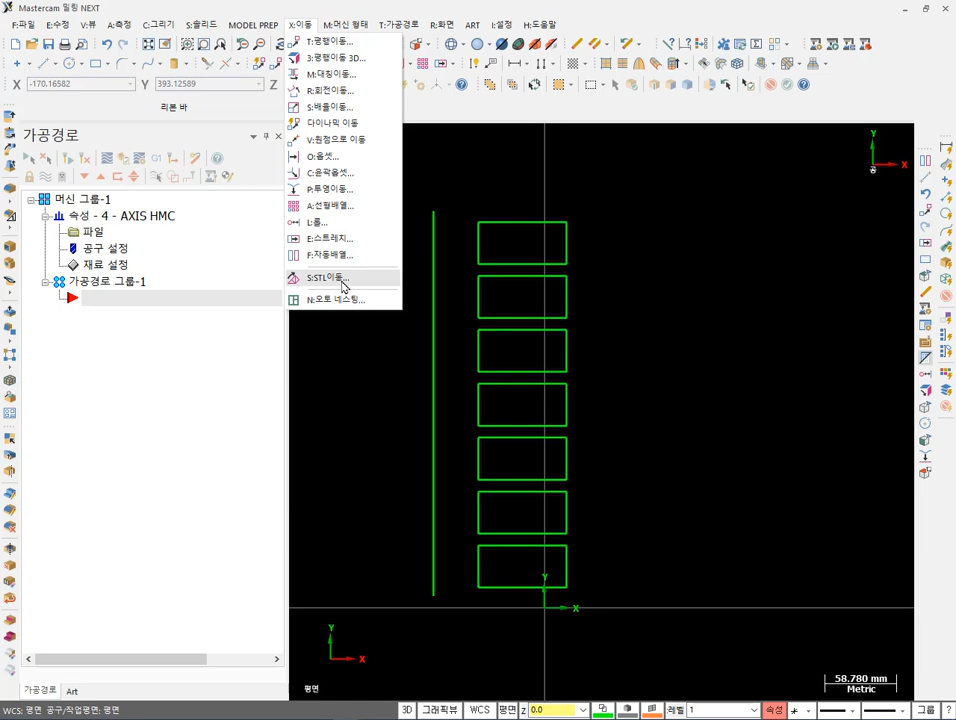 Mastercam 밀링 NEXT
F:파일 E:수정 V:뷰 A:측정 C:그리기 S:솔리드 MODEL PREP X:이동 M:머신 형태 T:가공경로 R:화면 ART I:설정 H:도움말
T:평행이동...
3:평행이동 3D...
M:대칭이동...
R:회전이동...
S:배율이동...
다이나믹 이동
V:원점으로 이동
O:옵셋...
C:윤곽옵셋...
P:투영이동...
A:선형배열...
L:롤...
E:스트레치...
F:자동배열...
S:STL이동...
N:오토 네스팅...
X -170.16582 Y 393.12589 Z
리본 바
가공경로
G1
머신 그룹-1
속성 - 4 - AXIS HMC
파일
공구 설정
재료 설정
가공경로 그룹-1
Y
X
공
Y
X
Y
X
평면
58.780 mm
Metric
가공경로 Art
WCS: 평면 공구/작업평면: 평면
3D 그래픽뷰 WCS 평면 Z 0.0 레벨 1 속성 그룹 ?